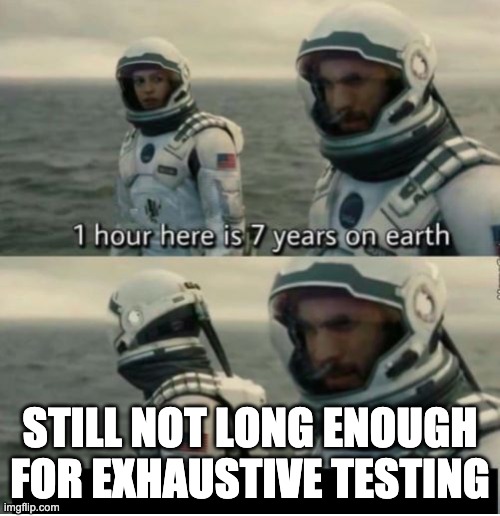 1 hour here is 7 years on earth
STILL NOT LONG ENOUGH
FOR EXHAUSTIVE TESTING
imgflip.com